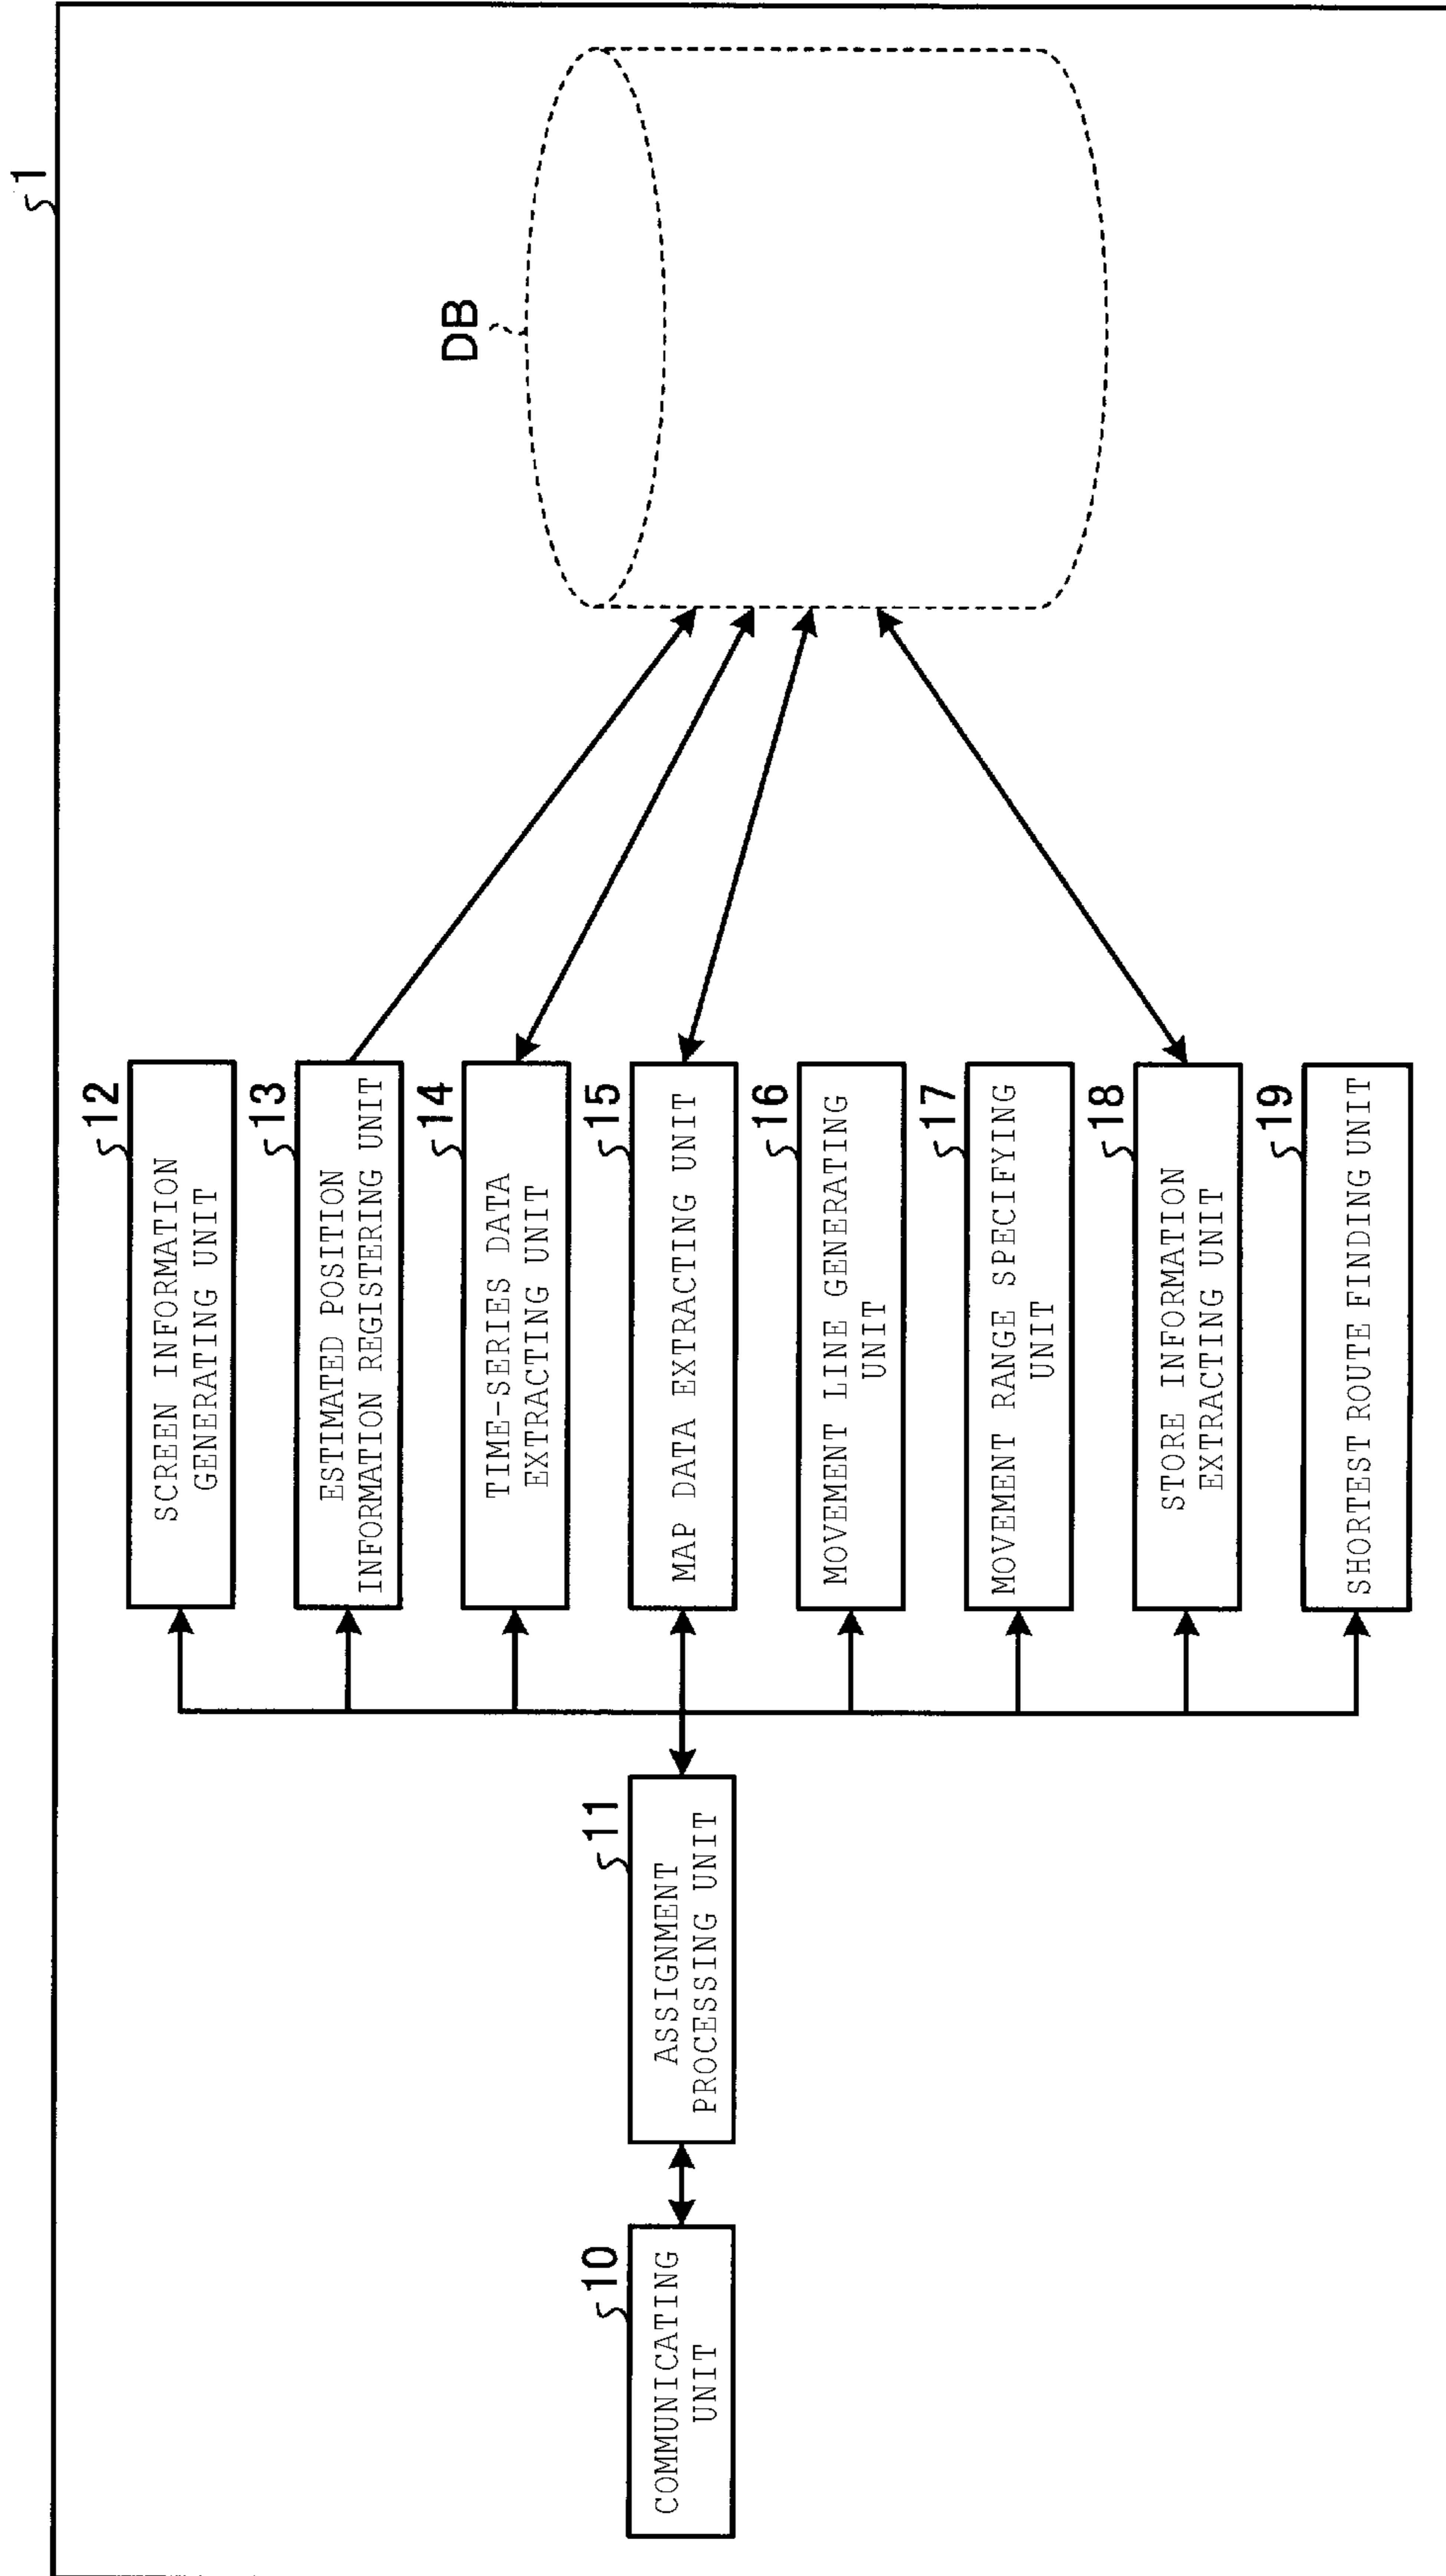 1
10
COMMUNICATING
UNIT
11
ASSIGNMENT
PROCESSING UNIT
12
SCREEN INFORMATION
GENERATING UNIT
13
ESTIMATED POSITION
INFORMATION REGISTERING UNIT
14
TIME-SERIES DATA
EXTRACTING UNIT
15
MAP DATA EXTRACTING UNIT
16
MOVEMENT LINE GENERATING
UNIT
17
MOVEMENT RANGE SPECIFYING
UNIT
18
STORE INFORMATION
EXTRACTING UNIT
19
SHORTEST ROUTE FINDING UNIT
DB